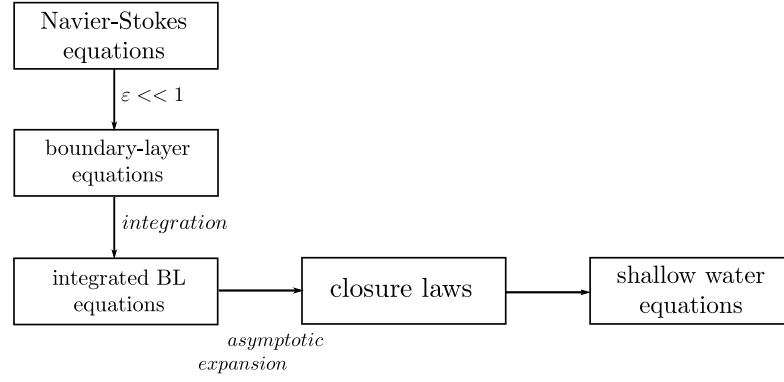 Navier-Stokes
equations
ε << 1
boundary-layer
equations
integration
integrated BL
equations
closure laws
shallow water
equations
asymptotic
expansion